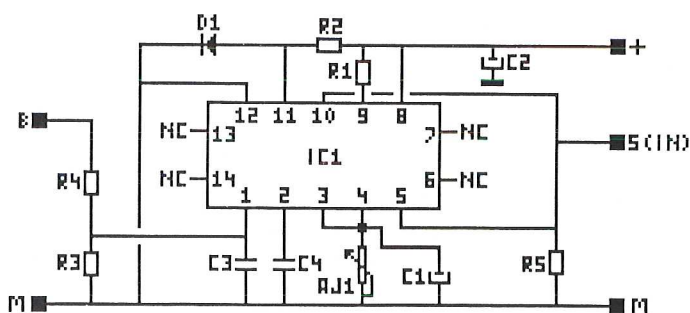 D1
R2
+
R1
C2
12 11 10 9 8
B
NC 13
7 NC
IC1
S(IN)
NC 14
6 NC
R4
1 2 3 4 5
R3
C3
C4
AJ1
C1
R5
M
M